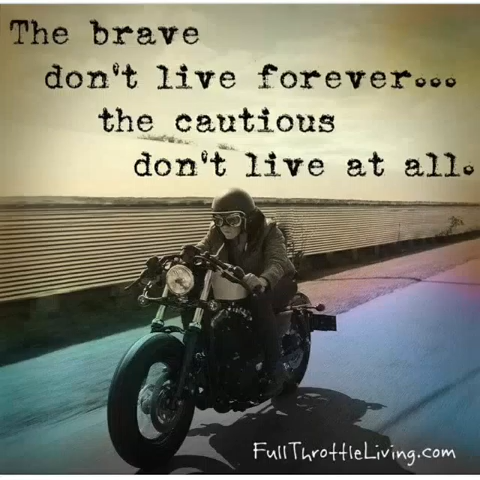 The brave
don't live forever...
the cautious
don't live at all.
FullThrottleLiving.com